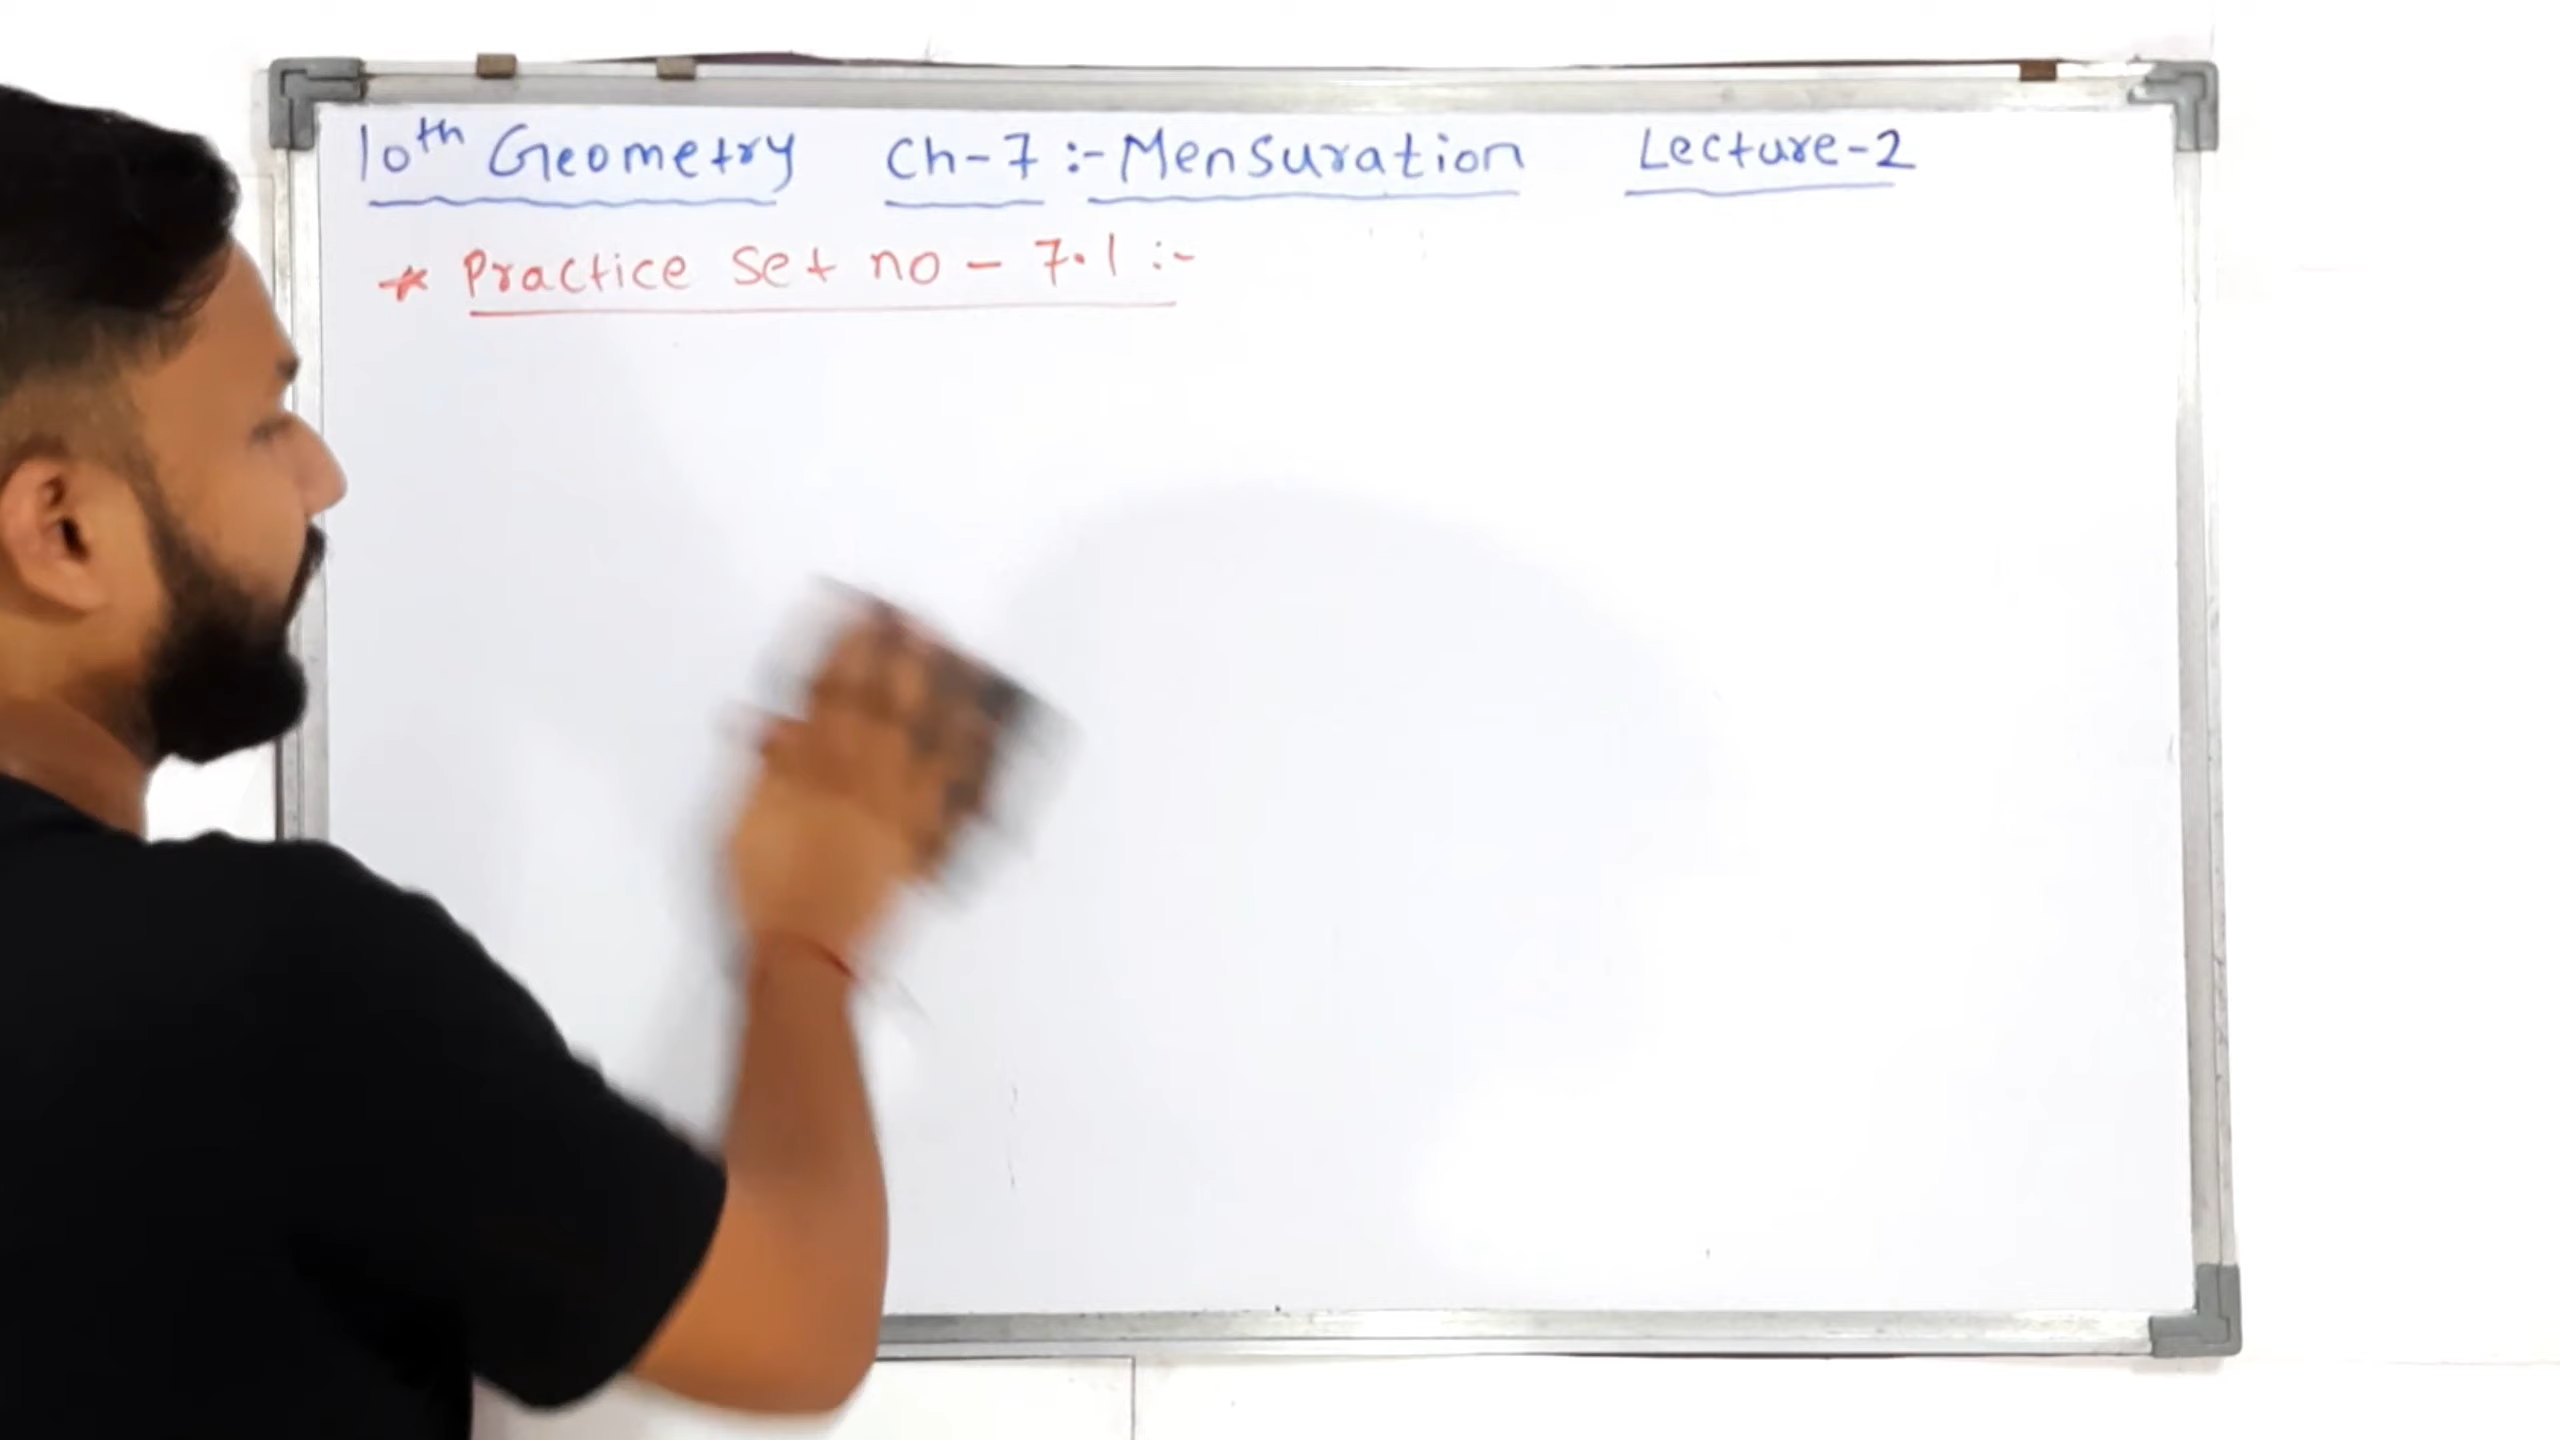 10th Geometry Ch-7 :- Mensuration Lecture-2
* Practice Set no - 7.1 :-